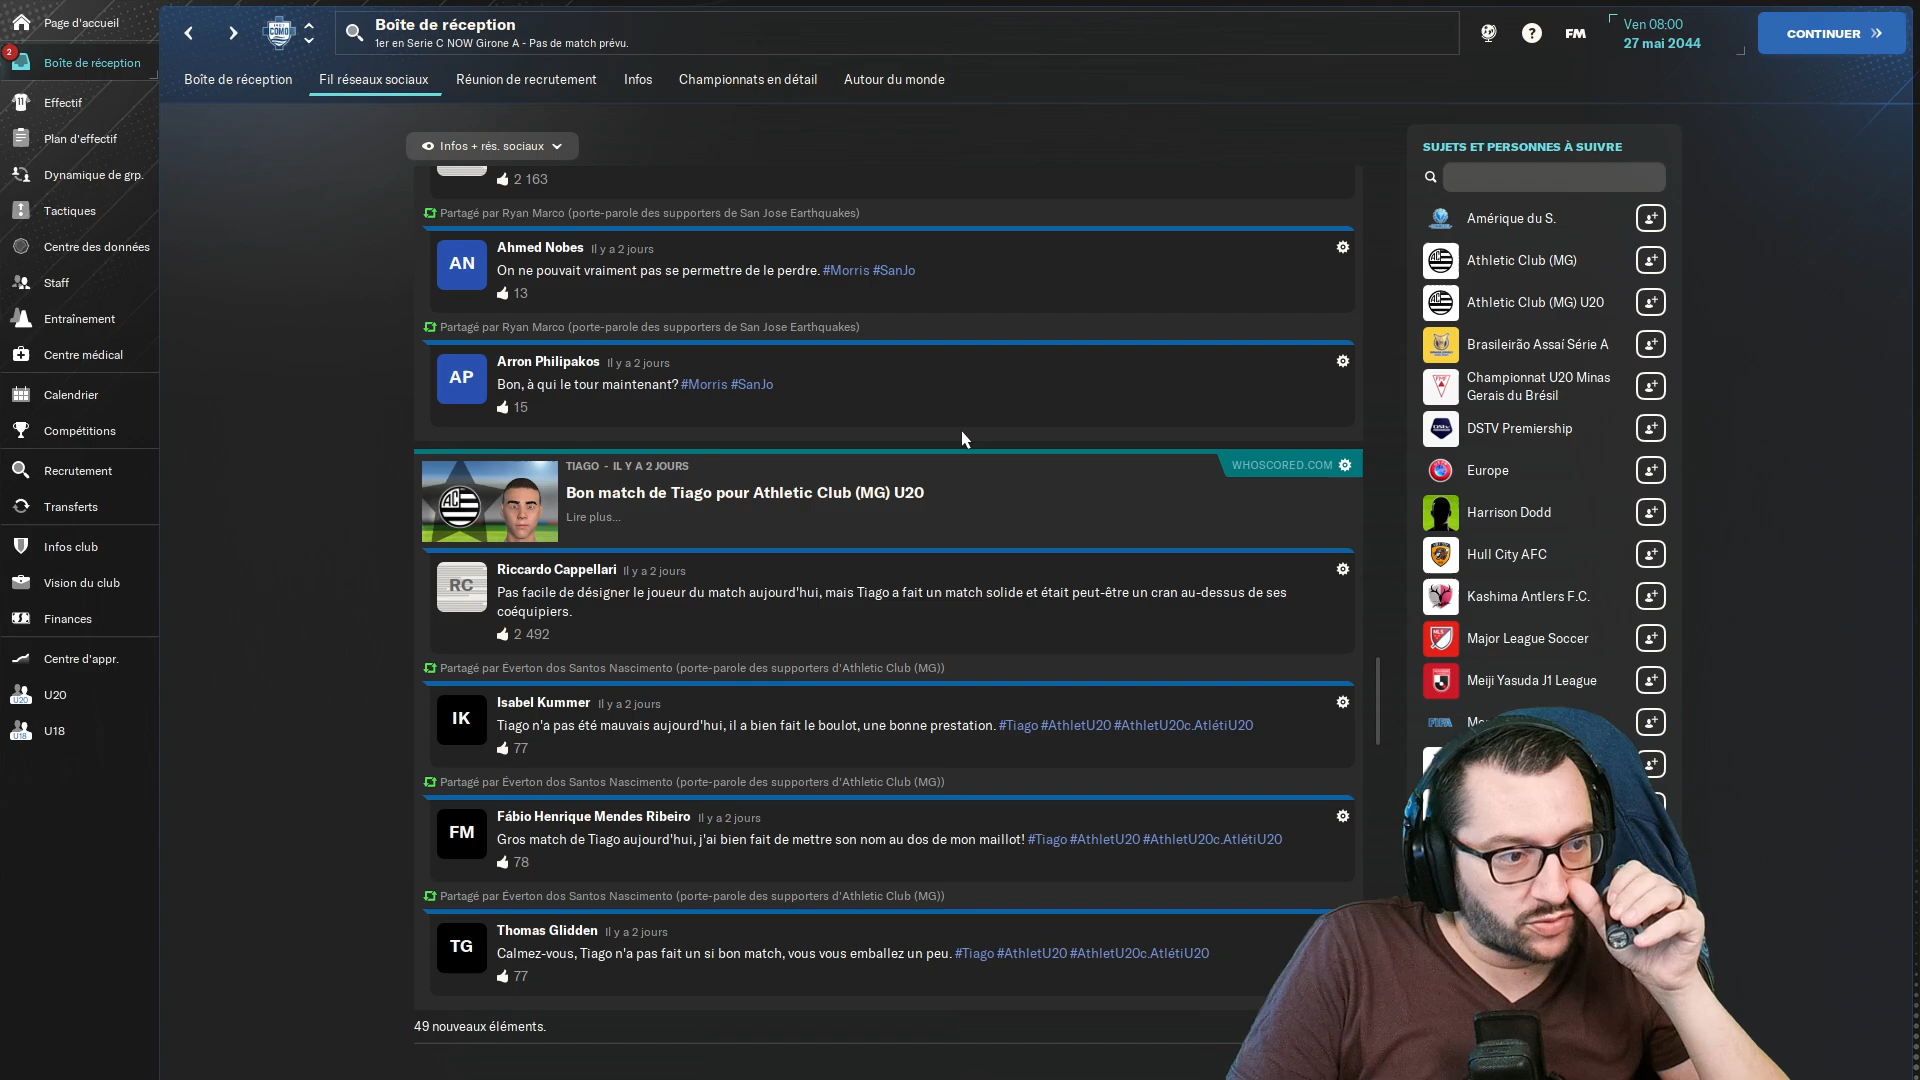 Page d'accueil
2
Boîte de réception
Effectif
Plan d'effectif
Dynamique de grp.
Tactiques
Centre des données
Staff
Entraînement
Centre médical
Calendrier
Compétitions
Recrutement
Transferts
Infos club
Vision du club
Finances
Centre d'appr.
U20
U18
COMO
Boîte de réception
1er en Serie C NOW Girone A - Pas de match prévu.
FM
Ven 08:00
27 mai 2044
CONTINUER
Boîte de réception
Fil réseaux sociaux
Réunion de recrutement
Infos
Championnats en détail
Autour du monde
Infos + rés. sociaux
2 163
Partagé par Ryan Marco (porte-parole des supporters de San Jose Earthquakes)
AN
Ahmed Nobes Il y a 2 jours
On ne pouvait vraiment pas se permettre de le perdre. #Morris #SanJo
13
Partagé par Ryan Marco (porte-parole des supporters de San Jose Earthquakes)
AP
Arron Philipakos Il y a 2 jours
Bon, à qui le tour maintenant? #Morris #SanJo
15
TIAGO - IL Y A 2 JOURS
WHOSCORED.COM
Bon match de Tiago pour Athletic Club (MG) U20
Lire plus...
RC
Riccardo Cappellari Il y a 2 jours
Pas facile de désigner le joueur du match aujourd'hui, mais Tiago a fait un match solide et était peut-être un cran au-dessus de ses
coéquipiers.
2 492
Partagé par Éverton dos Santos Nascimento (porte-parole des supporters d'Athletic Club (MG))
IK
Isabel Kummer Il y a 2 jours
Tiago n'a pas été mauvais aujourd'hui, il a bien fait le boulot, une bonne prestation. #Tiago #AthletU20 #AthletU20c.AtlétiU20
77
Partagé par Éverton dos Santos Nascimento (porte-parole des supporters d'Athletic Club (MG))
FM
Fábio Henrique Mendes Ribeiro Il y a 2 jours
Gros match de Tiago aujourd'hui, j'ai bien fait de mettre son nom au dos de mon maillot! #Tiago #AthletU20 #AthletU20c.AtlétiU20
78
Partagé par Éverton dos Santos Nascimento (porte-parole des supporters d'Athletic Club (MG))
TG
Thomas Glidden Il y a 2 jours
Calmez-vous, Tiago n'a pas fait un si bon match, vous vous emballez un peu. #Tiago #AthletU20 #AthletU20c.AtlétiU20
77
49 nouveaux éléments.
SUJETS ET PERSONNES À SUIVRE
Amérique du S.
Athletic Club (MG)
Athletic Club (MG) U20
Brasileirão Assaí Série A
Championnat U20 Minas
Gerais du Brésil
DSTV Premiership
Europe
Harrison Dodd
Hull City AFC
Kashima Antlers F.C.
Major League Soccer
Meiji Yasuda J1 League
FIFA